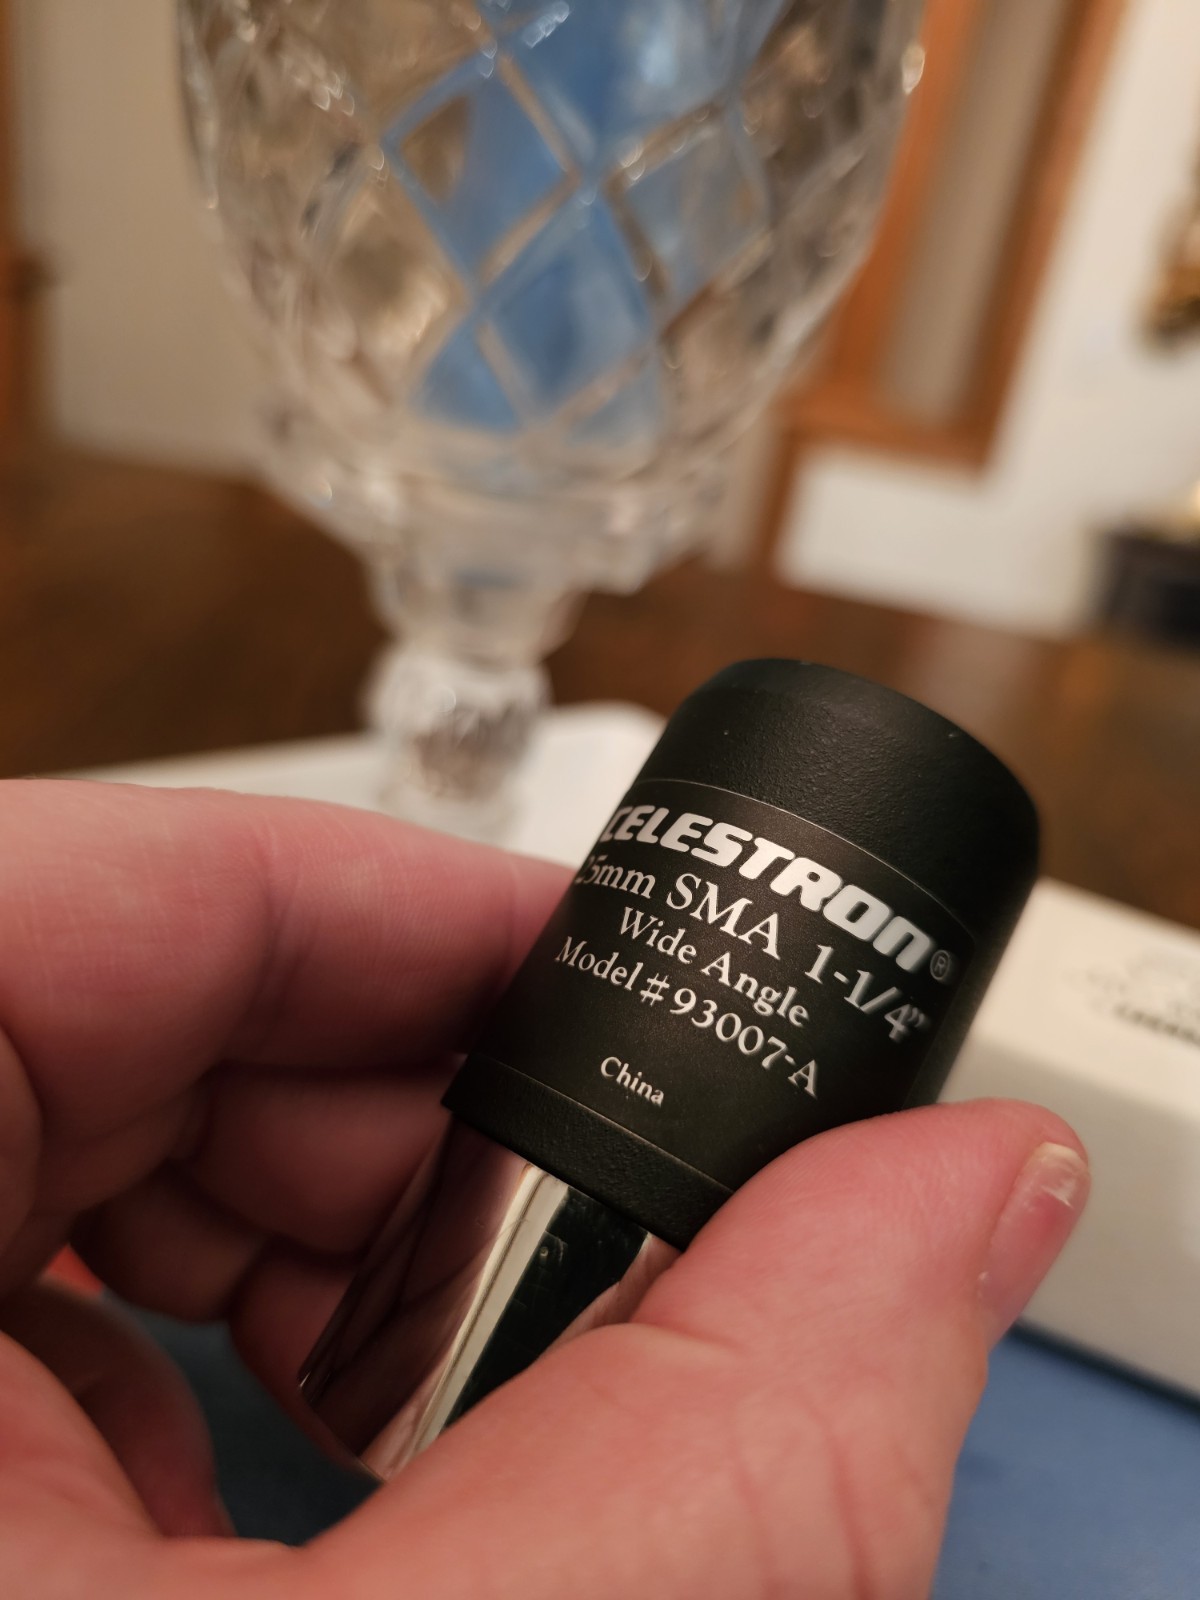 CELESTRON®
25mm SMA 1-1/4"
Wide Angle
Model # 93007-A
China